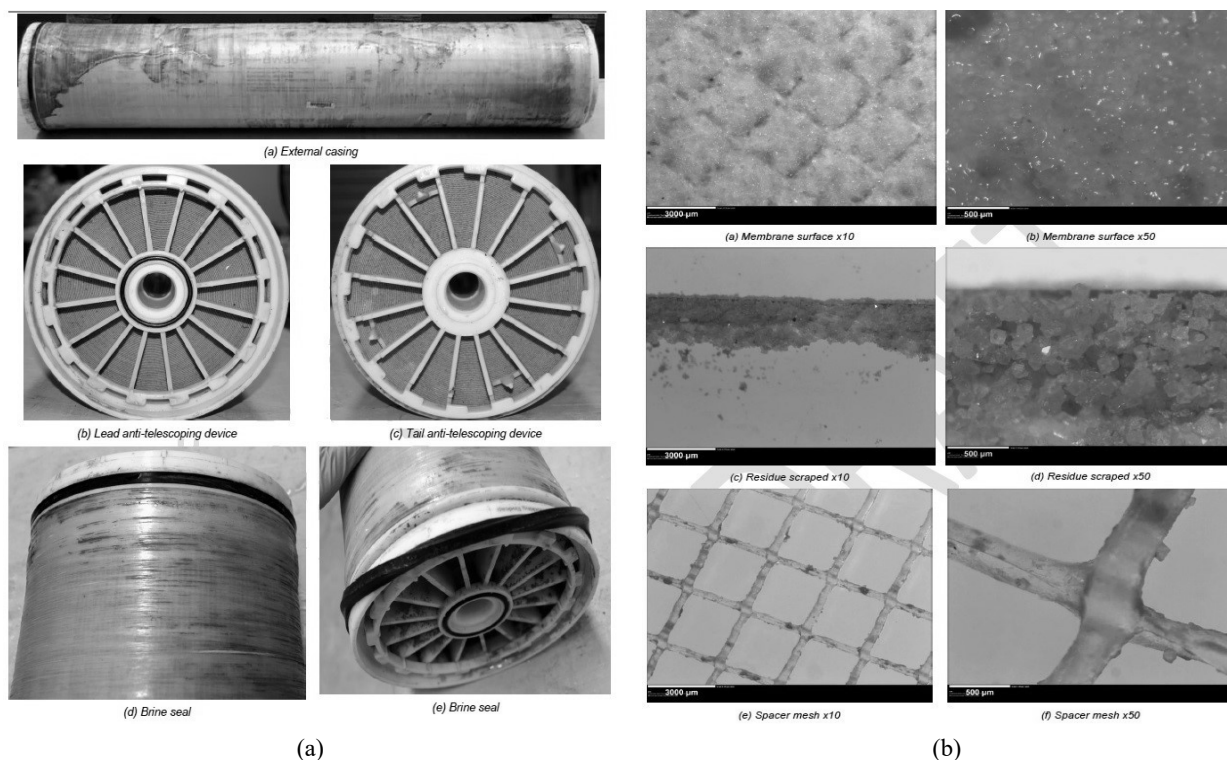 (a) External casing
(b) Lead anti-telescoping device
(c) Tail anti-telescoping device
(d) Brine seal
(e) Brine seal
(a)
3000 µm
500 µm
(a) Membrane surface x10
(b) Membrane surface x50
3000 µm
500 µm
(c) Residue scraped x10
(d) Residue scraped x50
3000 µm
500 µm
(e) Spacer mesh x10
(f) Spacer mesh x50
(b)